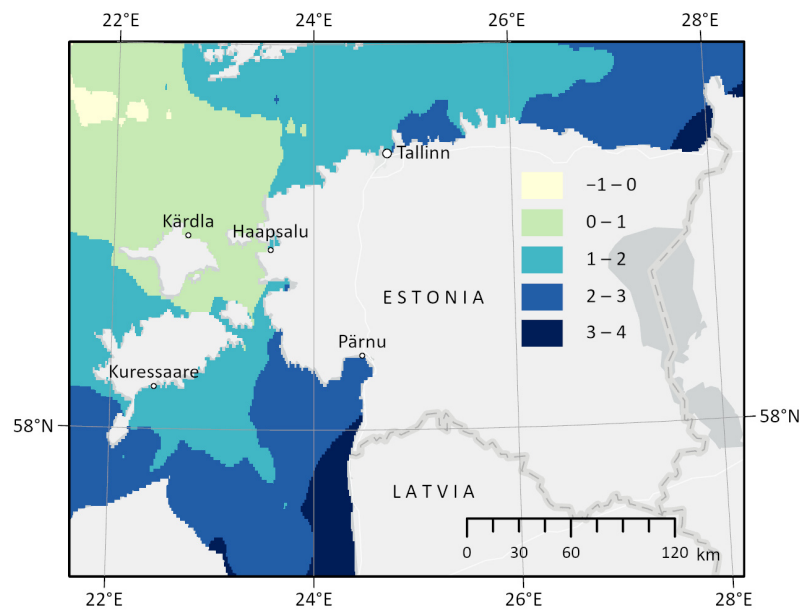 22°E 24°E 26°E 28°E
Tallinn
−1 – 0
0 – 1
Kärdla
Haapsalu
1 – 2
ESTONIA
2 – 3
3 – 4
Pärnu
Kuressaare
58°N 58°N
LATVIA
0 30 60 120 km
22°E 24°E 26°E 28°E